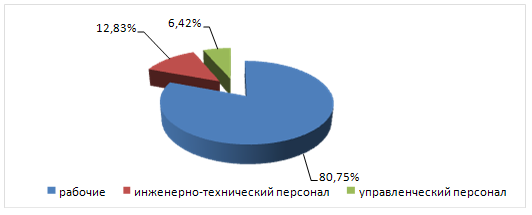 12,83%
6,42%
80,75%
рабочие
инженерно-технический персонал
управленческий персонал